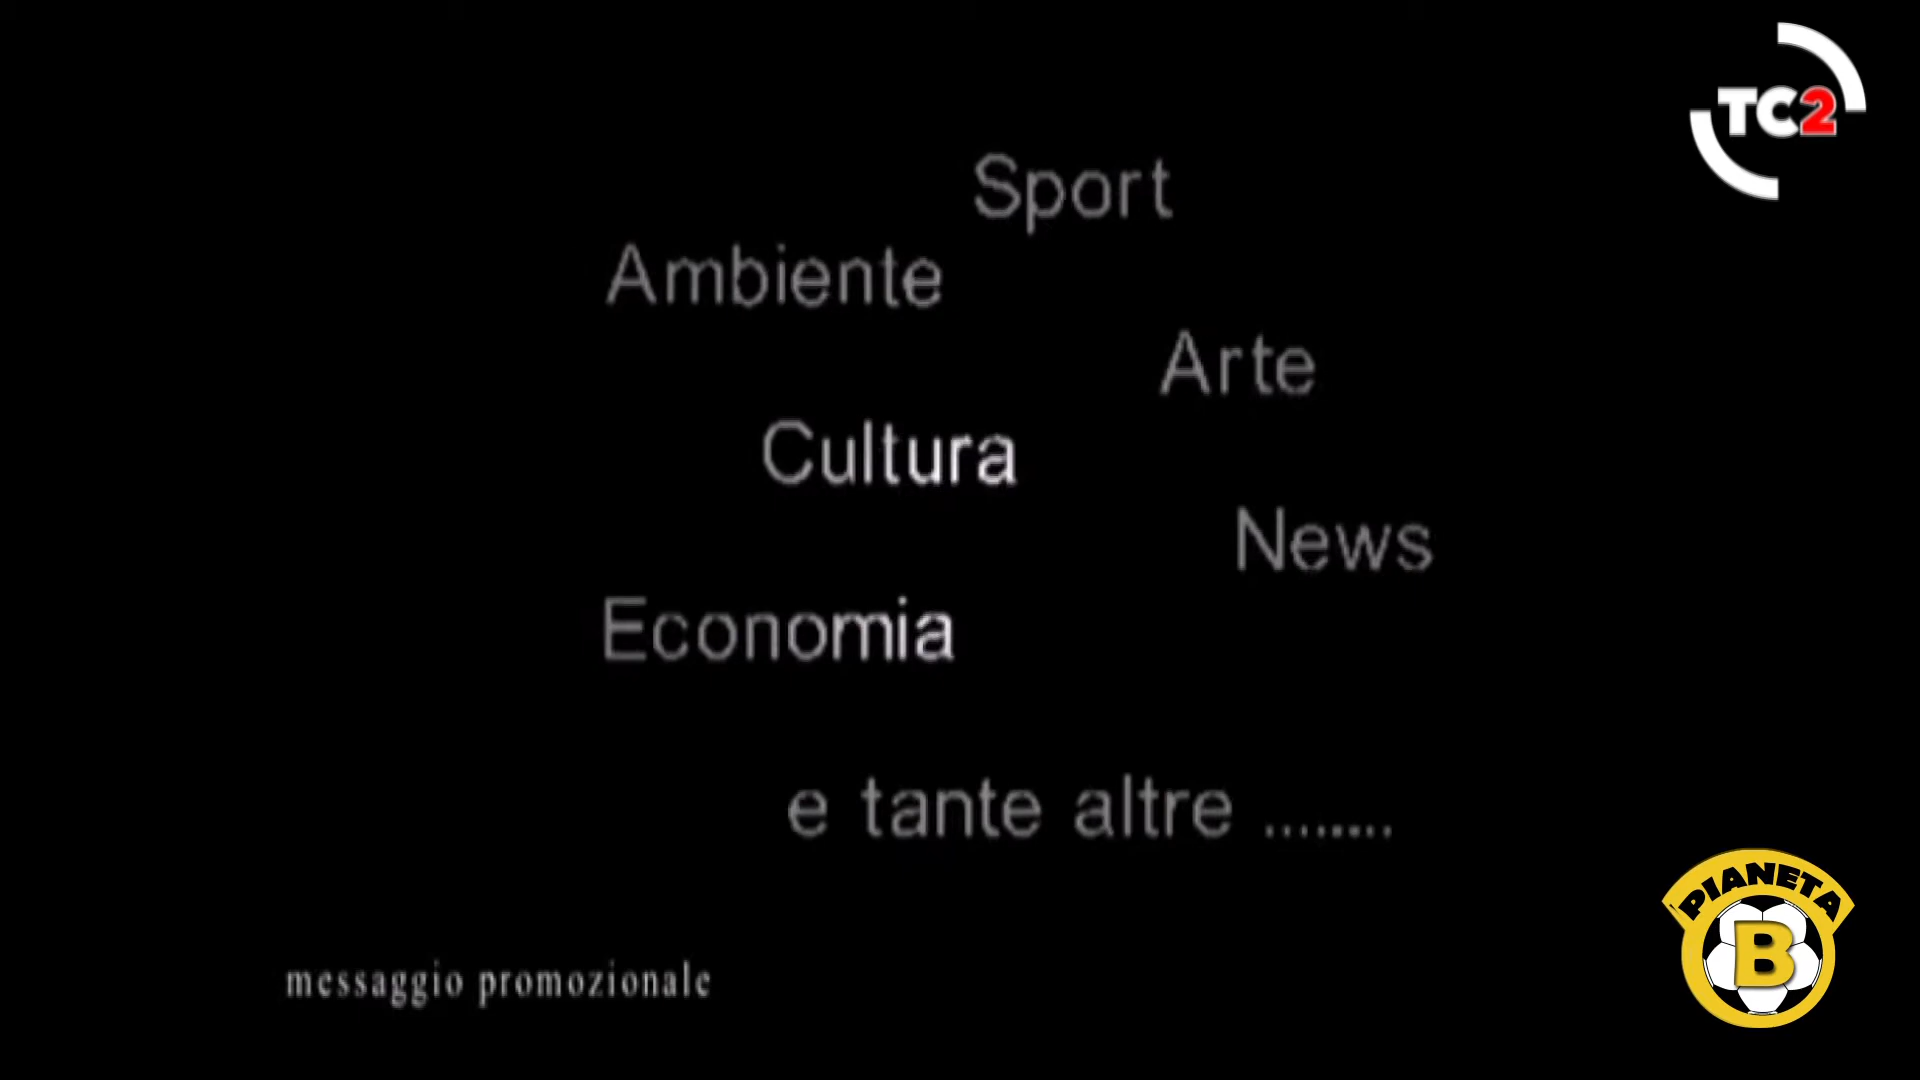 TC2
Sport
Ambiente
Arte
Cultura
News
Economia
e tante altre ........
PIANETA
B
messaggio promozionale